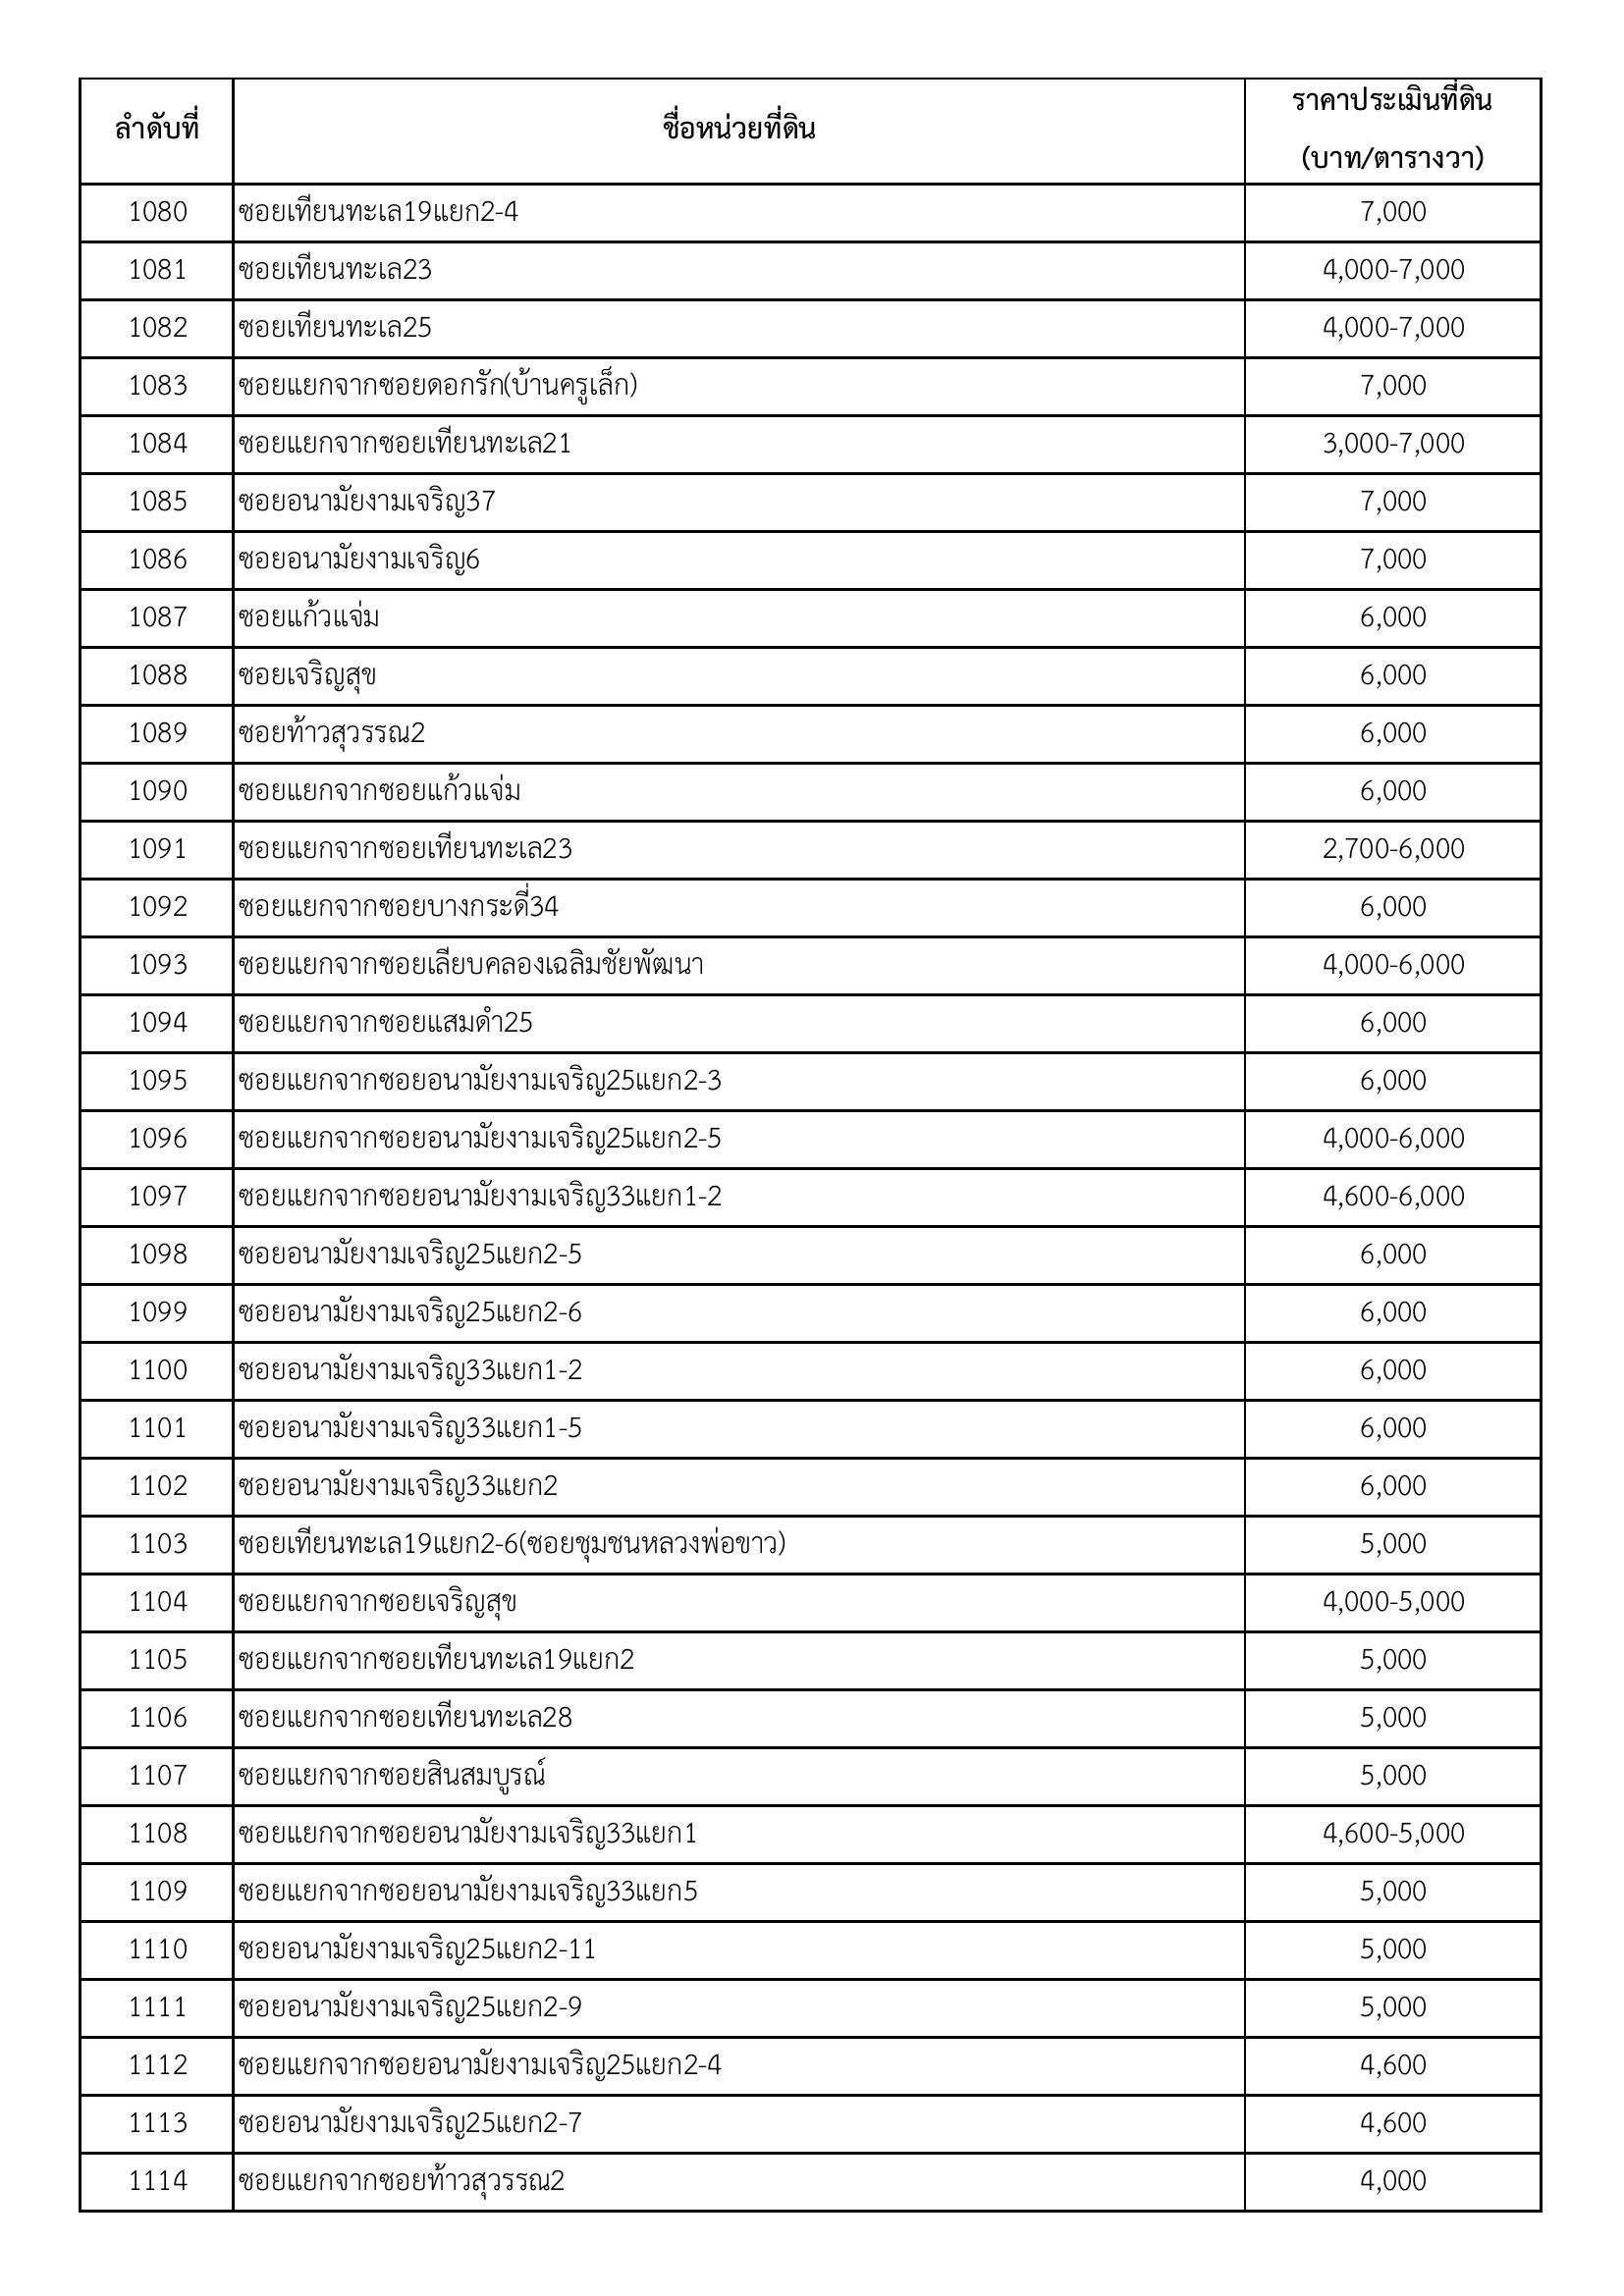 ลำดับที่ ชื่อหน่วยที่ดิน ราคาประเมินที่ดิน
(บาท/ตารางวา)
1080 ซอยเทียนทะเล19แยก2-4 7,000
1081 ซอยเทียนทะเล23 4,000-7,000
1082 ซอยเทียนทะเล25 4,000-7,000
1083 ซอยแยกจากซอยดอกรัก(บ้านครูเล็ก) 7,000
1084 ซอยแยกจากซอยเทียนทะเล21 3,000-7,000
1085 ซอยอนามัยงามเจริญ37 7,000
1086 ซอยอนามัยงามเจริญ6 7,000
1087 ซอยแก้วแจ่ม 6,000
1088 ซอยเจริญสุข 6,000
1089 ซอยท้าวสุวรรณ2 6,000
1090 ซอยแยกจากซอยแก้วแจ่ม 6,000
1091 ซอยแยกจากซอยเทียนทะเล23 2,700-6,000
1092 ซอยแยกจากซอยบางกระดี่34 6,000
1093 ซอยแยกจากซอยเลียบคลองเฉลิมชัยพัฒนา 4,000-6,000
1094 ซอยแยกจากซอยแสมดำ25 6,000
1095 ซอยแยกจากซอยอนามัยงามเจริญ25แยก2-3 6,000
1096 ซอยแยกจากซอยอนามัยงามเจริญ25แยก2-5 4,000-6,000
1097 ซอยแยกจากซอยอนามัยงามเจริญ33แยก1-2 4,600-6,000
1098 ซอยอนามัยงามเจริญ25แยก2-5 6,000
1099 ซอยอนามัยงามเจริญ25แยก2-6 6,000
1100 ซอยอนามัยงามเจริญ33แยก1-2 6,000
1101 ซอยอนามัยงามเจริญ33แยก1-5 6,000
1102 ซอยอนามัยงามเจริญ33แยก2 6,000
1103 ซอยเทียนทะเล19แยก2-6(ซอยชุมชนหลวงพ่อขาว) 5,000
1104 ซอยแยกจากซอยเจริญสุข 4,000-5,000
1105 ซอยแยกจากซอยเทียนทะเล19แยก2 5,000
1106 ซอยแยกจากซอยเทียนทะเล28 5,000
1107 ซอยแยกจากซอยสินสมบูรณ์ 5,000
1108 ซอยแยกจากซอยอนามัยงามเจริญ33แยก1 4,600-5,000
1109 ซอยแยกจากซอยอนามัยงามเจริญ33แยก5 5,000
1110 ซอยอนามัยงามเจริญ25แยก2-11 5,000
1111 ซอยอนามัยงามเจริญ25แยก2-9 5,000
1112 ซอยแยกจากซอยอนามัยงามเจริญ25แยก2-4 4,600
1113 ซอยอนามัยงามเจริญ25แยก2-7 4,600
1114 ซอยแยกจากซอยท้าวสุวรรณ2 4,000